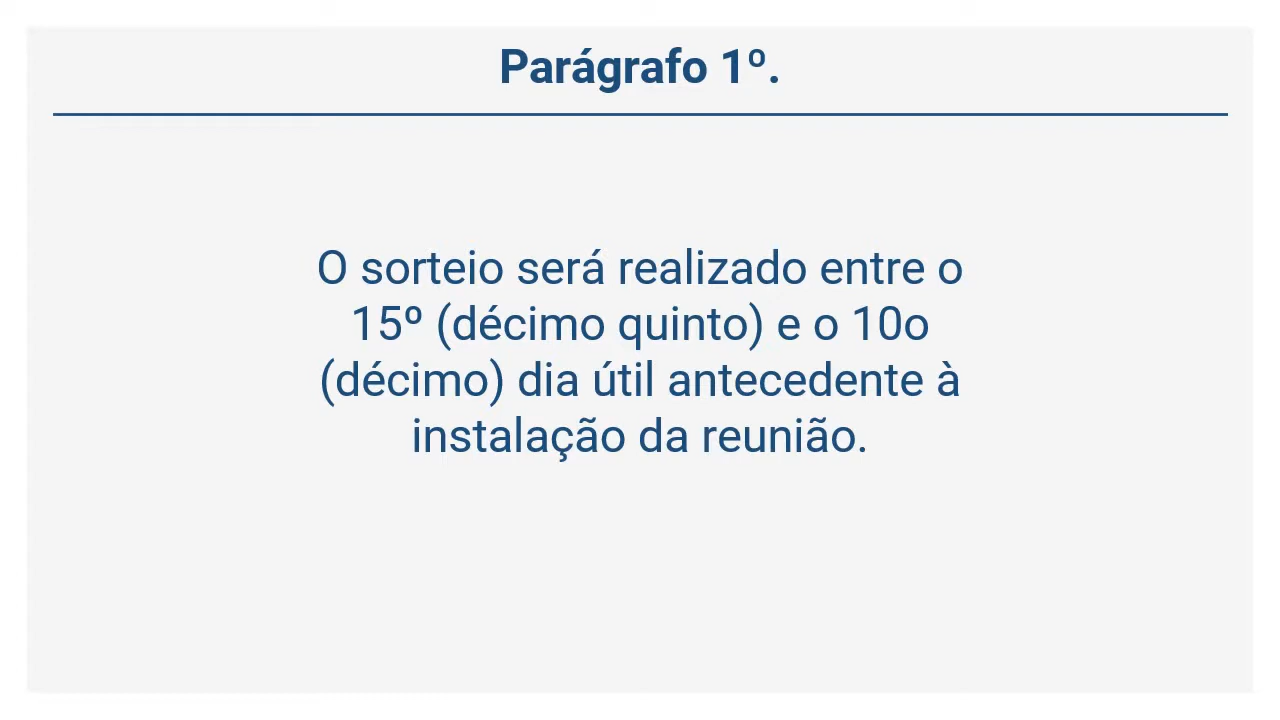 Parágrafo 1º.
O sorteio será realizado entre o
15º (décimo quinto) e o 10o
(décimo) dia útil antecedente à
instalação da reunião.